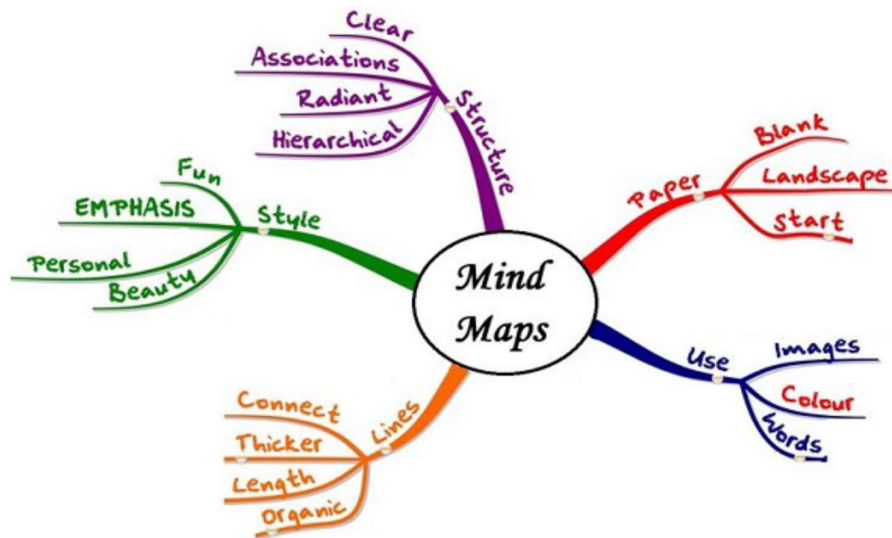 Mind
Maps
Structure
Clear
Associations
Radiant
Hierarchical
Paper
Blank
Landscape
Start
Use
Images
Colour
Words
Lines
Connect
Thicker
Length
Organic
Style
Fun
EMPHASIS
Personal
Beauty